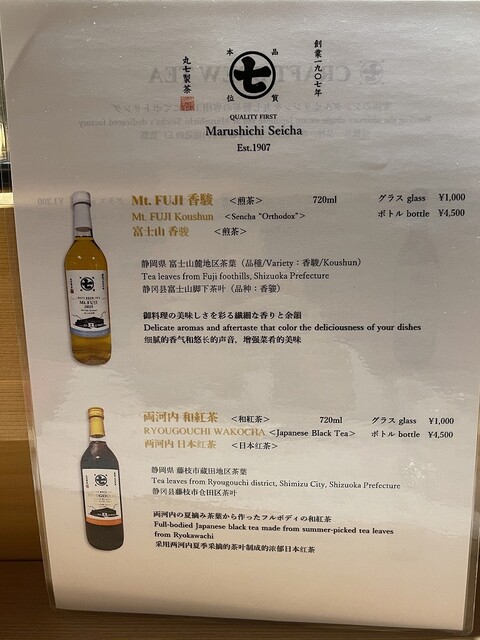 本 品
位 質
七
丸七製茶
創業一九〇七年
QUALITY FIRST
Marushichi Seicha
Est.1907
Mt. FUJI 香駿 <煎茶> 720ml グラス glass ¥1,000
Mt. FUJI Koushun <Sencha "Orthodox"> ボトル bottle ¥4,500
富士山 香骏 <煎茶>
静岡県 富士山麓地区茶葉（品種/Variety：香駿/Koushun）
Tea leaves from Fuji foothills, Shizuoka Prefecture
静冈县富士山脚下茶叶（品种：香骏）
御料理の美味しさを彩る繊細な香りと余韻
Delicate aromas and aftertaste that color the deliciousness of your dishes
细腻的香气和悠长的声音，增强菜肴的美味
両河内 和紅茶 <和紅茶> 720ml グラス glass ¥1,000
RYOUGOUCHI WAKOCHA <Japanese Black Tea> ボトル bottle ¥4,500
两河内 日本红茶 <日本红茶>
静岡県 藤枝市蔵田地区茶葉
Tea leaves from Ryougouchi district, Shimizu City, Shizuoka Prefecture
静冈县藤枝市仓田区茶叶
両河内の夏摘み茶葉から作ったフルボディの和紅茶
Full-bodied Japanese black tea made from summer-picked tea leaves
from Ryokawachi
采用两河内夏季采摘的茶叶制成的浓郁日本红茶
七
Mt. FUJI
七